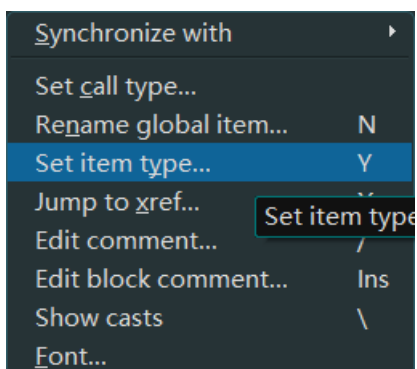 Synchronize with
Set call type...
Rename global item... N
Set item type... Y
Jump to xref... X
Set item type
Edit comment... /
Edit block comment... Ins
Show casts \
Font...